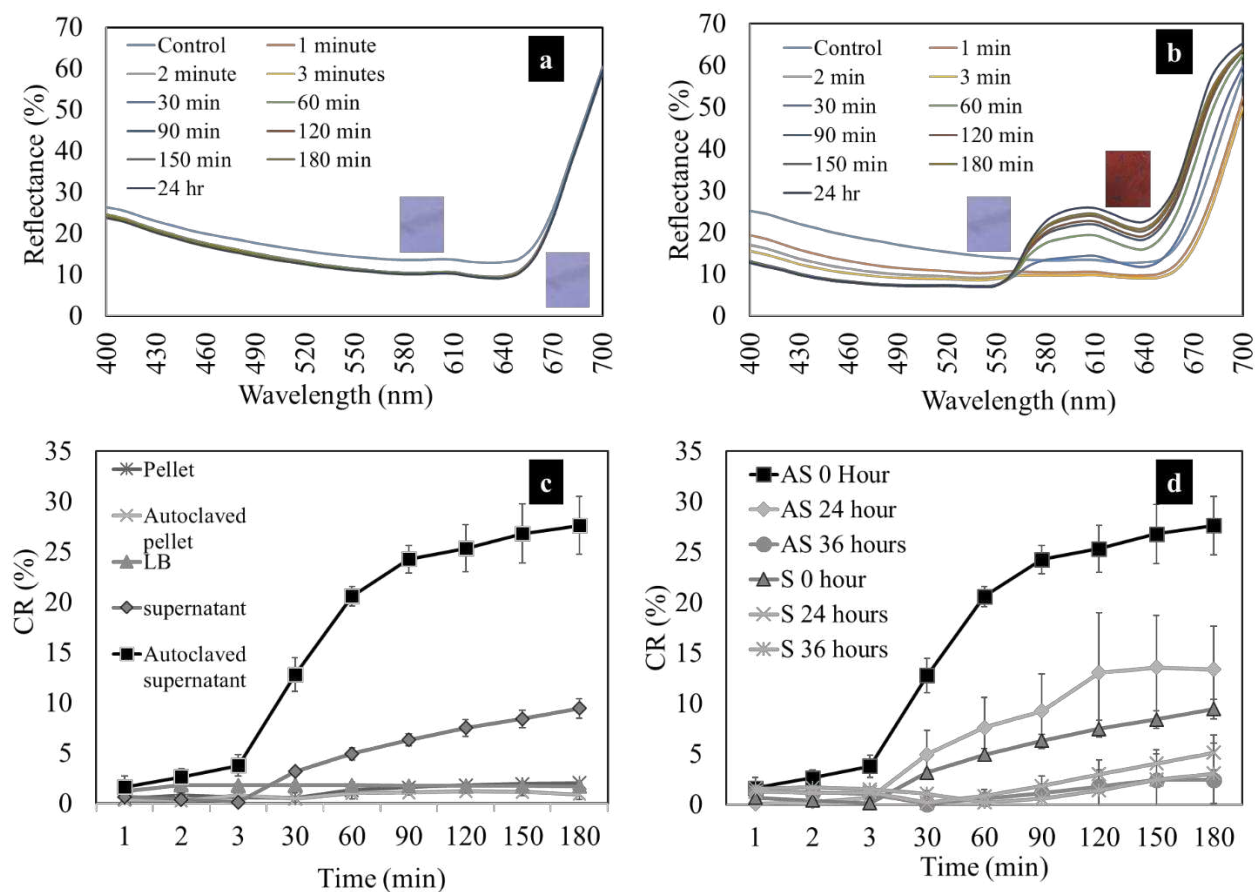 70
60
50
40
30
20
10
0
Reflectance (%)
Control 1 minute
2 minute 3 minutes
30 min 60 min
90 min 120 min
150 min 180 min
24 hr
a
400 430 460 490 520 550 580 610 640 670 700
Wavelength (nm)
70
60
50
40
30
20
10
0
Reflectance (%)
Control 1 min
2 min 3 min
30 min 60 min
90 min 120 min
150 min 180 min
24 hr
b
400 430 460 490 520 550 580 610 640 670 700
Wavelength (nm)
35
30
25
20
15
10
5
0
CR (%)
Pellet
Autoclaved
pellet
LB
supernatant
Autoclaved
supernatant
c
1 2 3 30 60 90 120 150 180
Time (min)
35
30
25
20
15
10
5
0
CR (%)
AS 0 Hour
AS 24 hour
AS 36 hours
S 0 hour
S 24 hours
S 36 hours
d
1 2 3 30 60 90 120 150 180
Time (min)